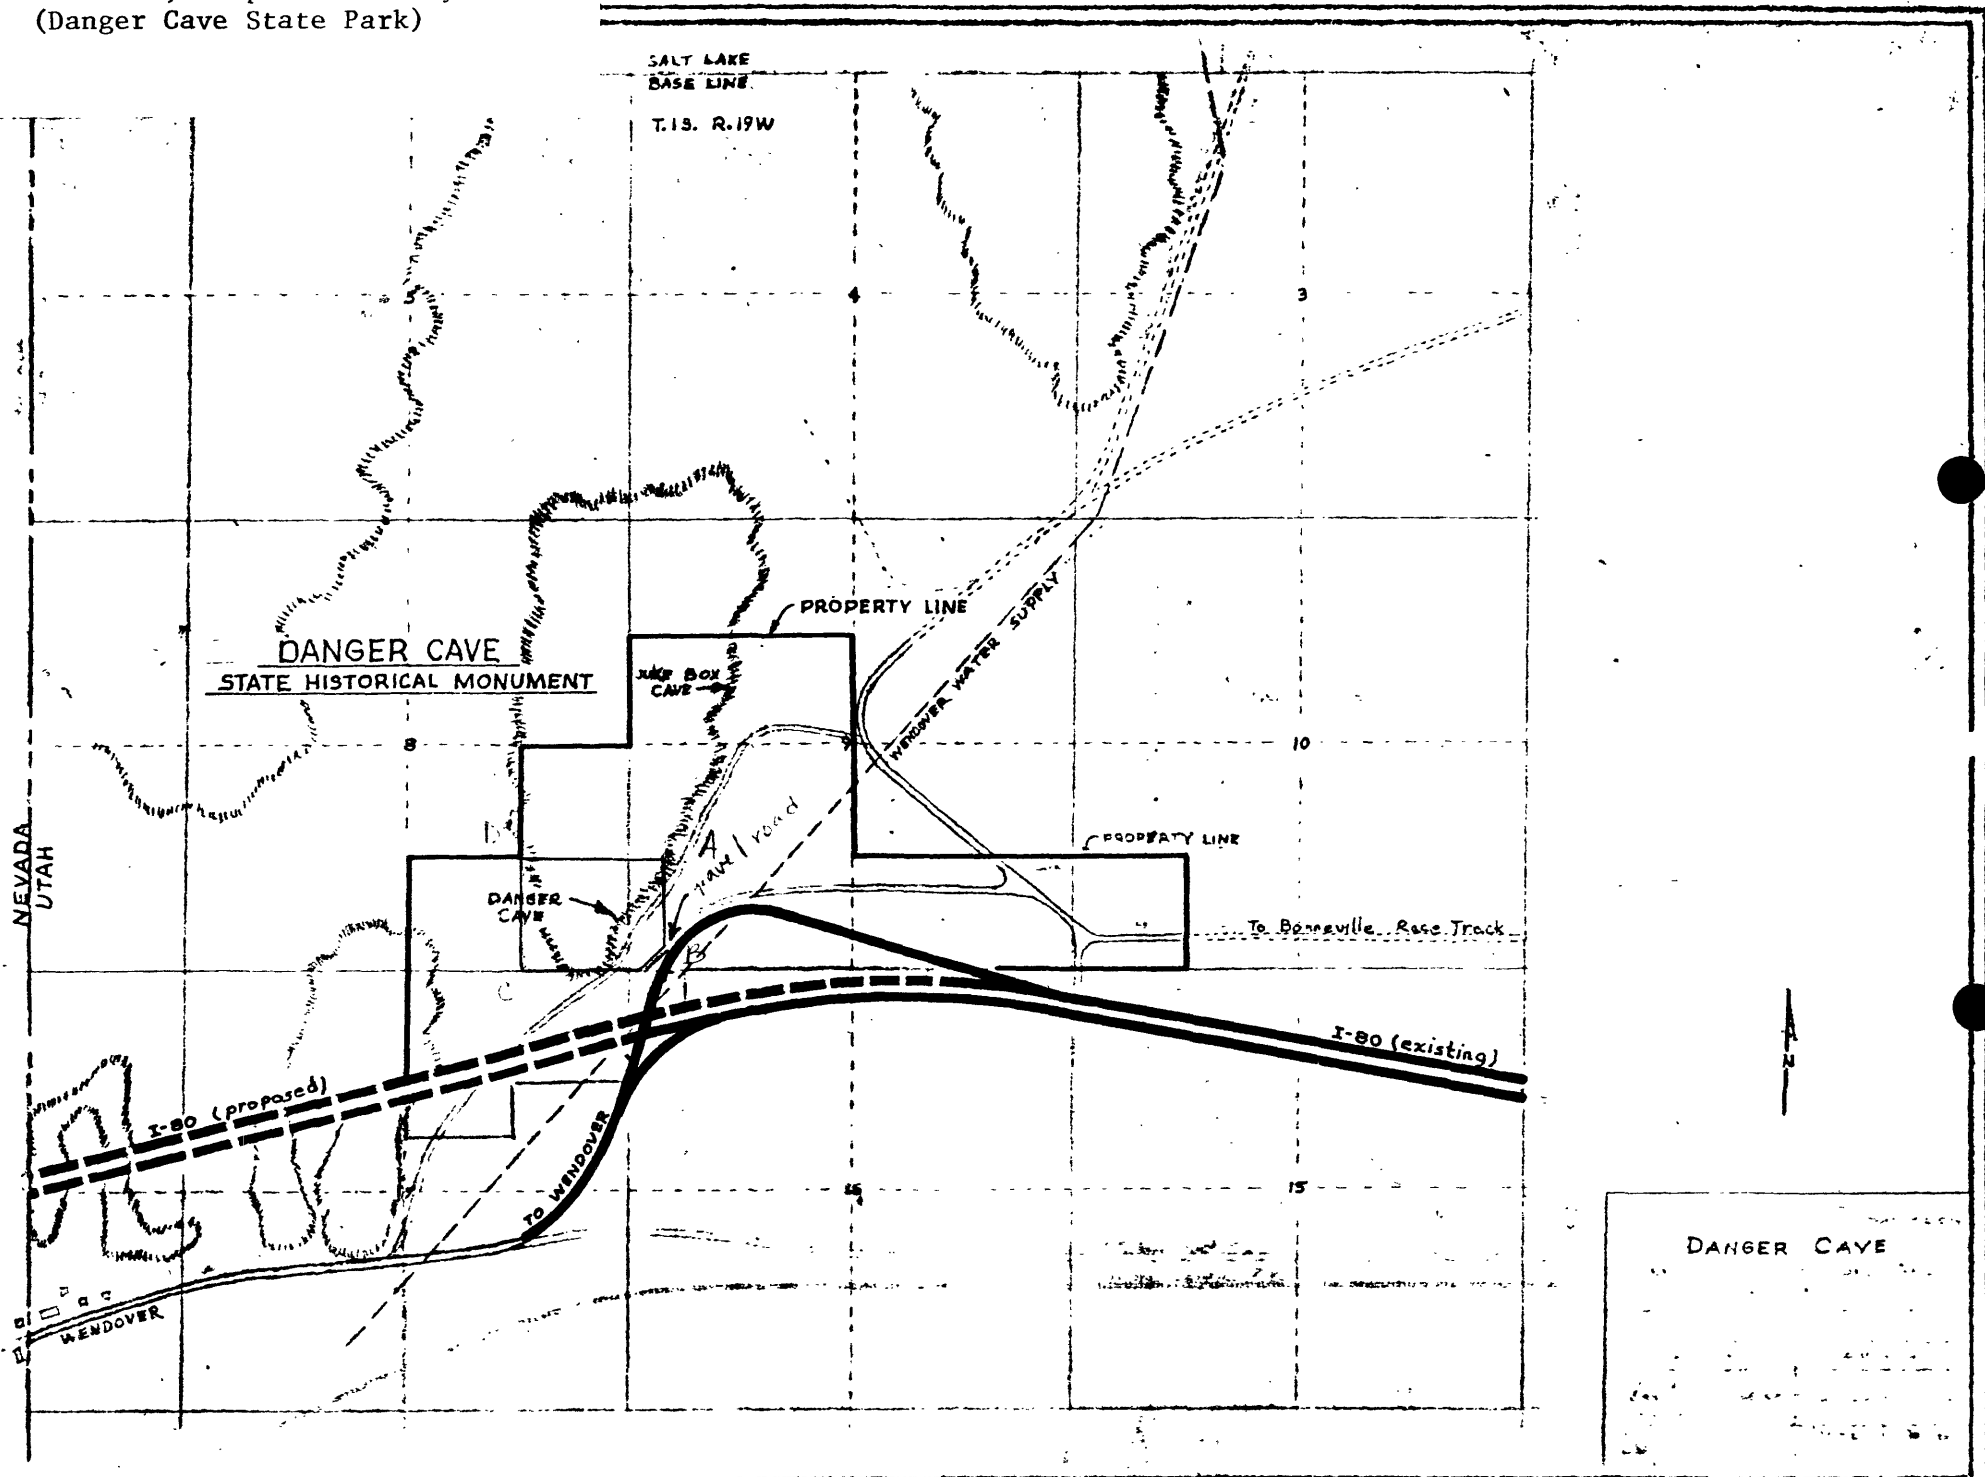 (Danger Cave State Park)
SALT LAKE
BASE LINE
T.1S. R.19W
5
4
3
PROPERTY LINE
WENDOVER WATER SUPPLY
DANGER CAVE
STATE HISTORICAL MONUMENT
JUKE BOX
CAVE
8
9
10
PROPERTY LINE
A
road
D
NEVADA
UTAH
DANGER
CAVE
B
C
To Bonneville Race Track
I-80 (existing)
I-80 (proposed)
TO WENDOVER
N
16
15
WENDOVER
DANGER CAVE